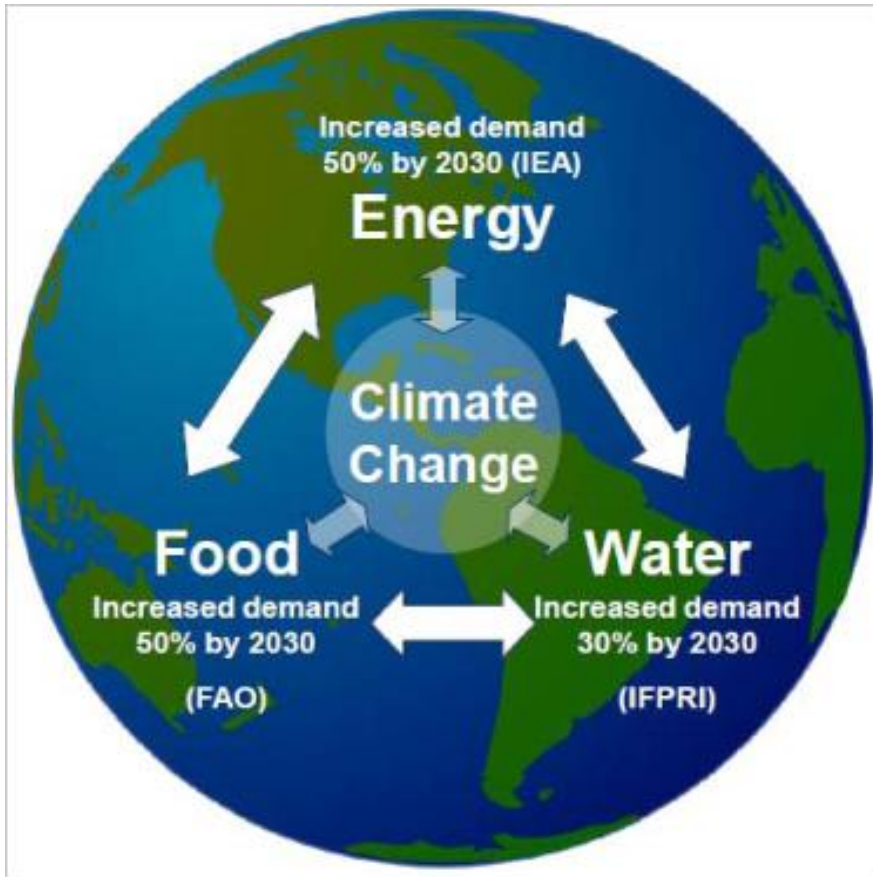 Increased demand
50% by 2030 (IEA)
Energy
Climate
Change
Food
Increased demand
50% by 2030
(FAO)
Water
Increased demand
30% by 2030
(IFPRI)